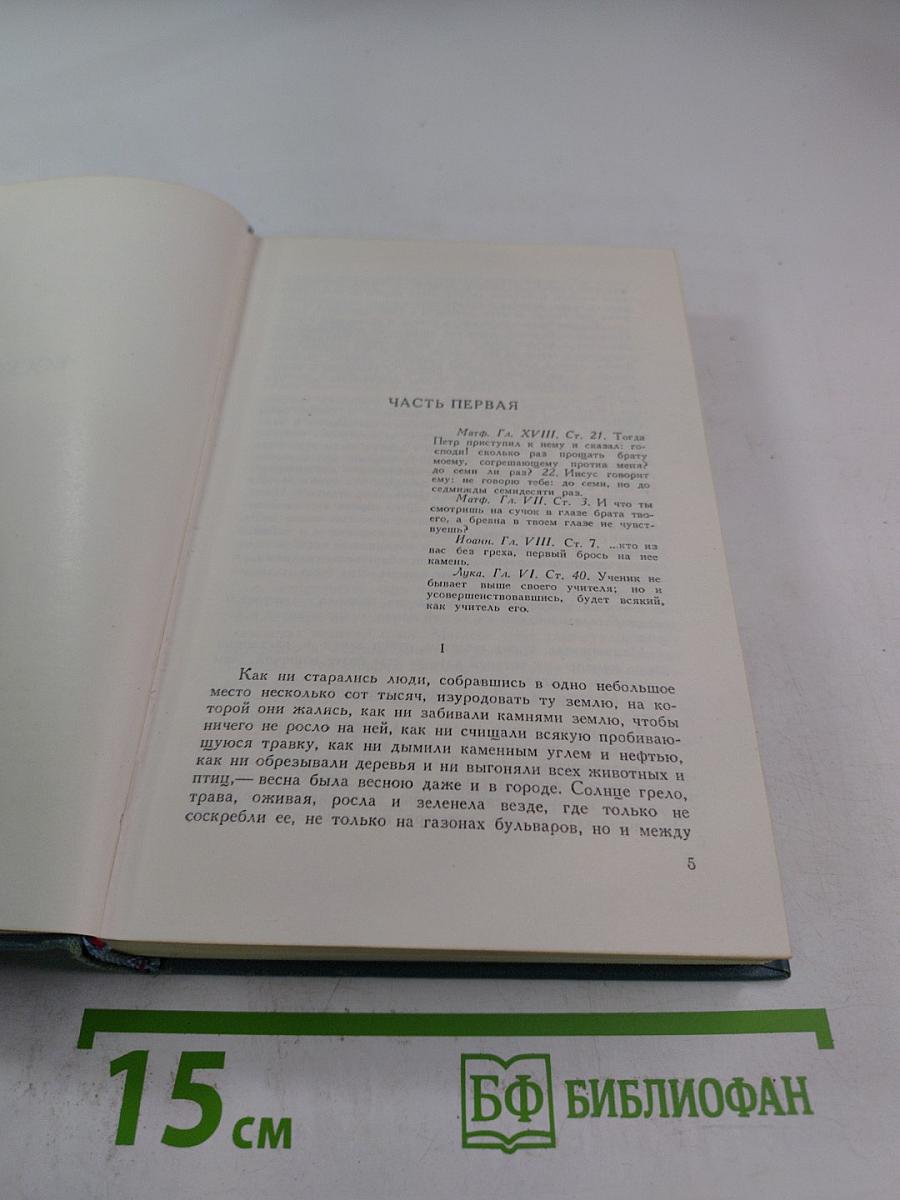 ЧАСТЬ ПЕРВАЯ
Матф. Гл. XVIII. Ст. 21. Тогда
Петр приступил к нему и сказал: го-
споди! сколько раз прощать брату
моему, согрешающему против меня?
до семи ли раз? 22. Иисус говорит
ему: не говорю тебе: до семи, но до
седмижды семидесяти раз.
Матф. Гл. VII. Ст. 3. И что ты
смотришь на сучок в глазе брата тво-
его, а бревна в твоем глазе не чувст-
вуешь?
Иоанн. Гл. VIII. Ст. 7. ...кто из
вас без греха, первый брось на нее
камень.
Лука. Гл. VI. Ст. 40. Ученик не
бывает выше своего учителя; но и
усовершенствовавшись, будет всякий,
как учитель его.
I
Как ни старались люди, собравшись в одно небольшое
место несколько сот тысяч, изуродовать ту землю, на ко-
торой они жались, как ни забивали камнями землю, чтобы
ничего не росло на ней, как ни счищали всякую пробиваю-
щуюся травку, как ни дымили каменным углем и нефтью,
как ни обрезывали деревья и ни выгоняли всех животных и
птиц,— весна была весною даже и в городе. Солнце грело,
трава, оживая, росла и зеленела везде, где только не
соскребли ее, не только на газонах бульваров, но и между
5
15 см
БФ БИБЛИОФАН